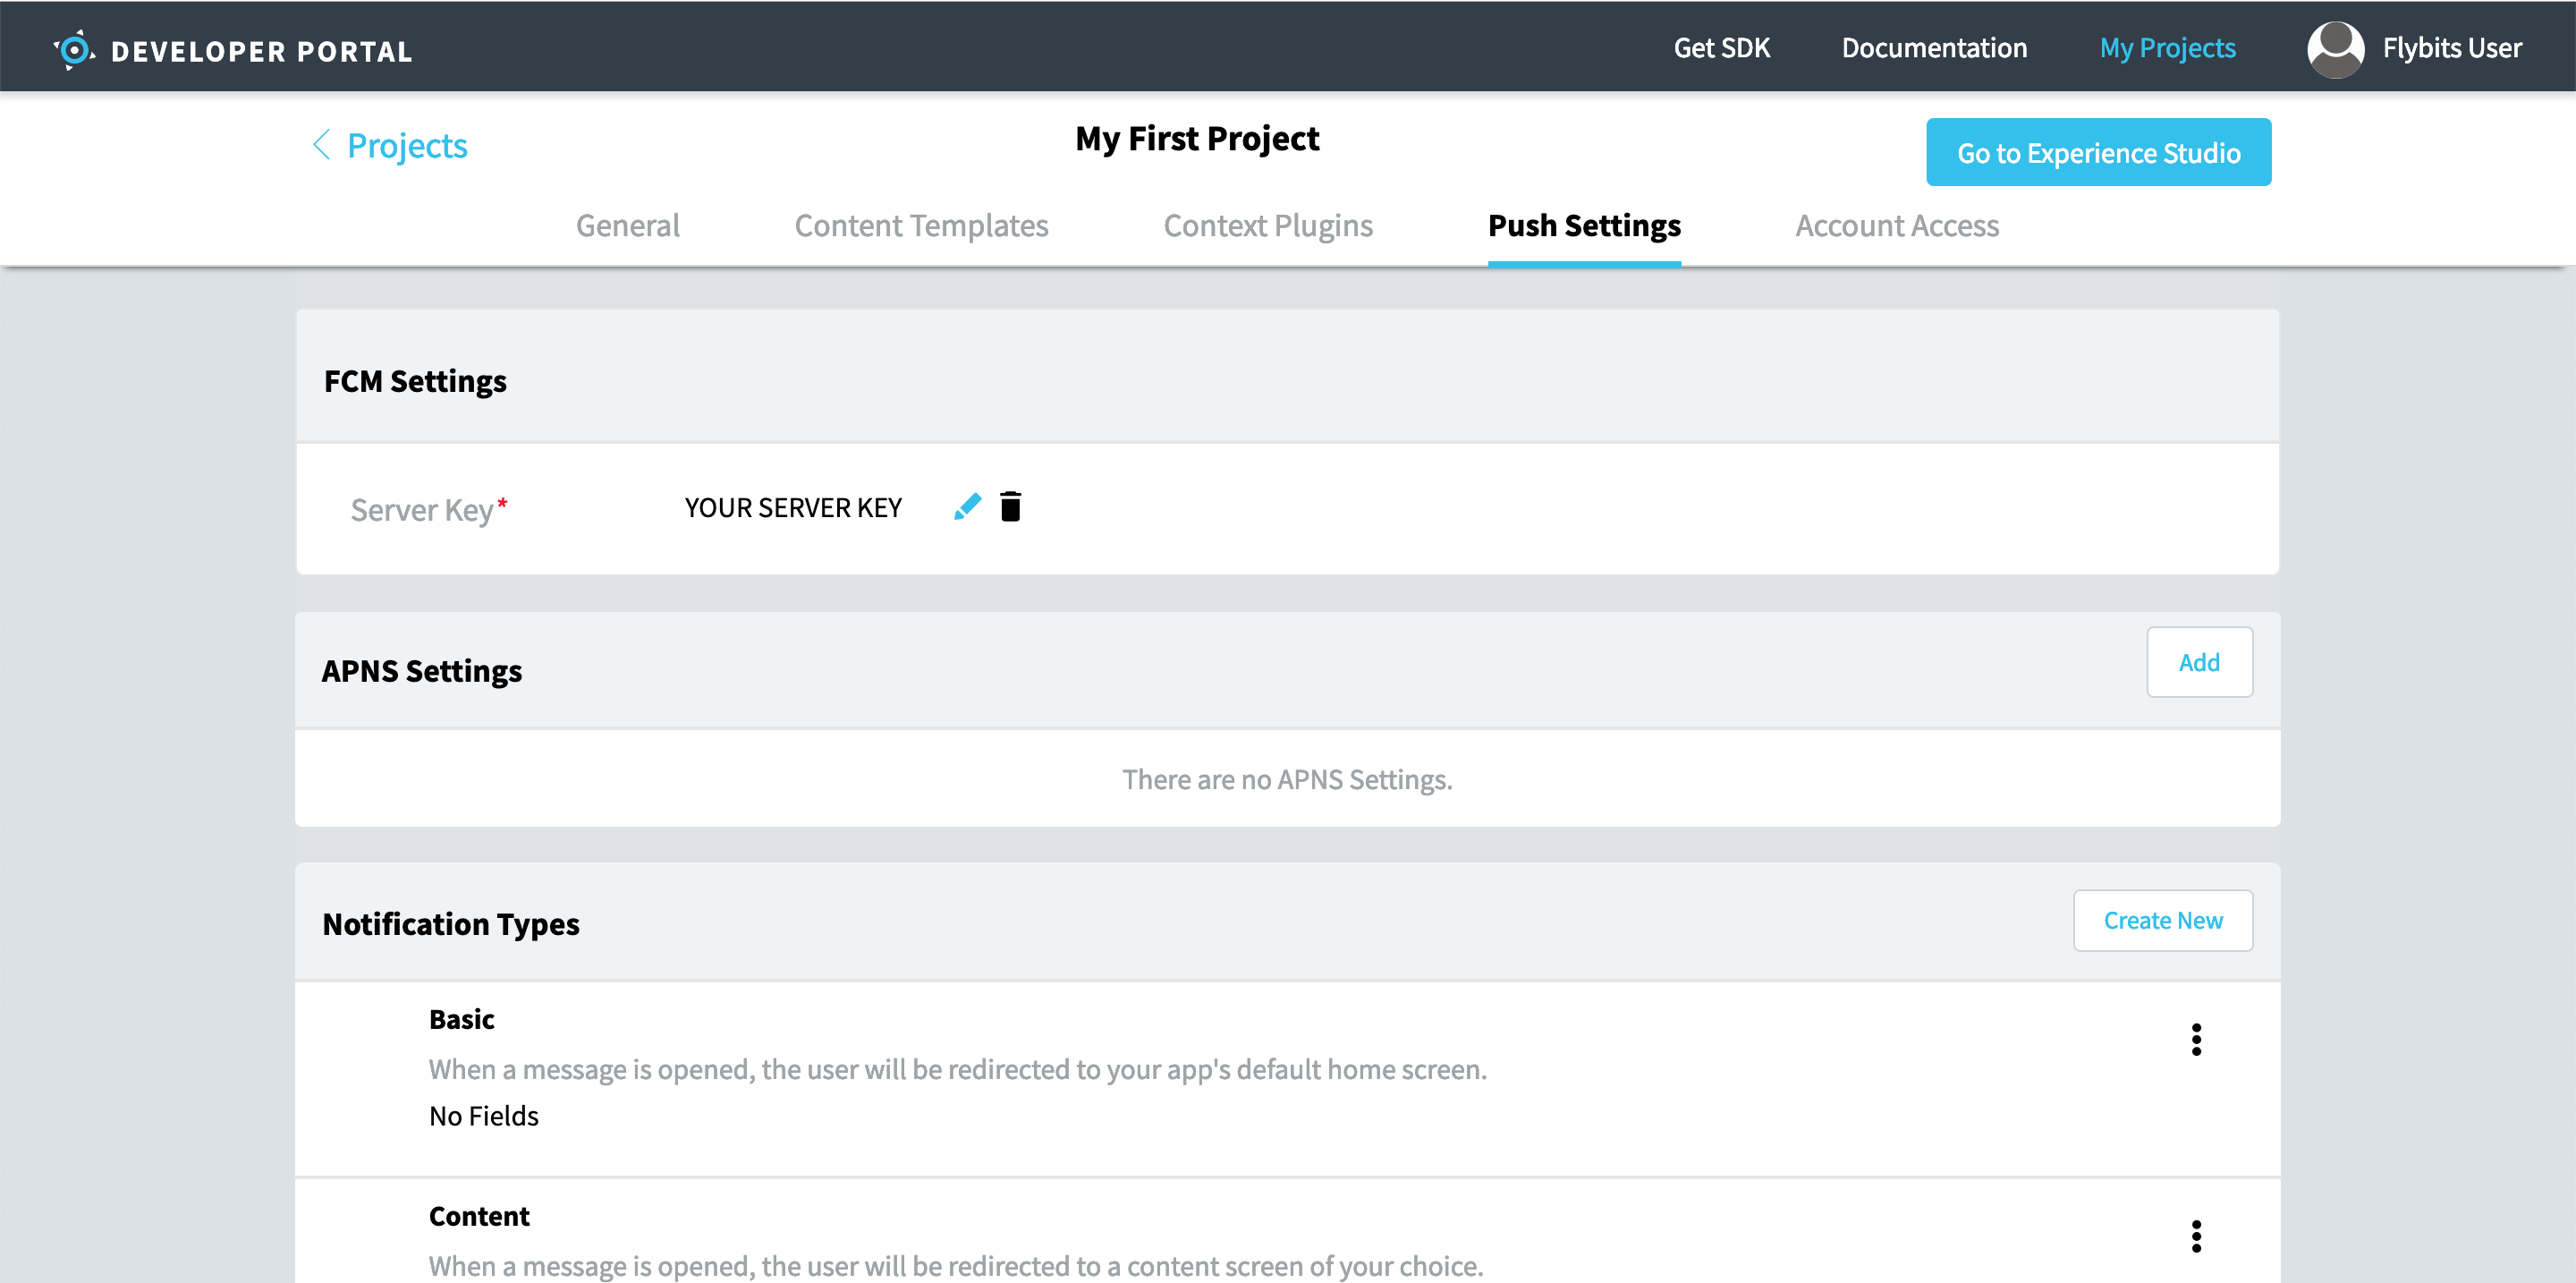 DEVELOPER PORTAL
Get SDK
Documentation
My Projects
Flybits User
Projects
My First Project
Go to Experience Studio
General
Content Templates
Context Plugins
Push Settings
Account Access
FCM Settings
Server Key*
YOUR SERVER KEY
APNS Settings
Add
There are no APNS Settings.
Notification Types
Create New
Basic
When a message is opened, the user will be redirected to your app's default home screen.
No Fields
Content
When a message is opened, the user will be redirected to a content screen of your choice.